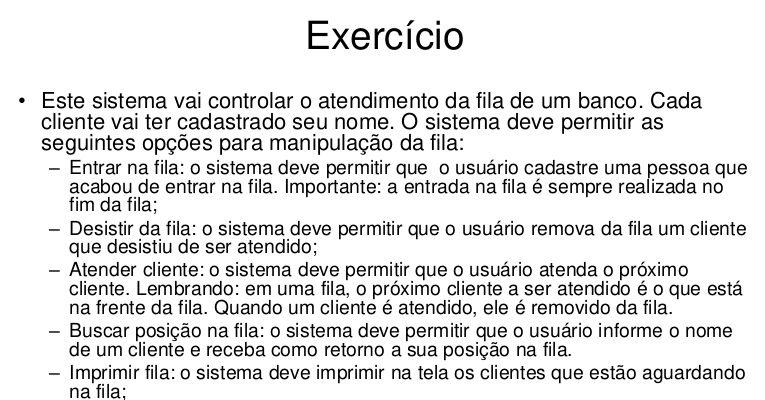 Exercício
• Este sistema vai controlar o atendimento da fila de um banco. Cada
cliente vai ter cadastrado seu nome. O sistema deve permitir as
seguintes opções para manipulação da fila:
– Entrar na fila: o sistema deve permitir que  o usuário cadastre uma pessoa que
acabou de entrar na fila. Importante: a entrada na fila é sempre realizada no
fim da fila;
– Desistir da fila: o sistema deve permitir que o usuário remova da fila um cliente
que desistiu de ser atendido;
– Atender cliente: o sistema deve permitir que o usuário atenda o próximo
cliente. Lembrando: em uma fila, o próximo cliente a ser atendido é o que está
na frente da fila. Quando um cliente é atendido, ele é removido da fila.
– Buscar posição na fila: o sistema deve permitir que o usuário informe o nome
de um cliente e receba como retorno a sua posição na fila.
– Imprimir fila: o sistema deve imprimir na tela os clientes que estão aguardando
na fila;